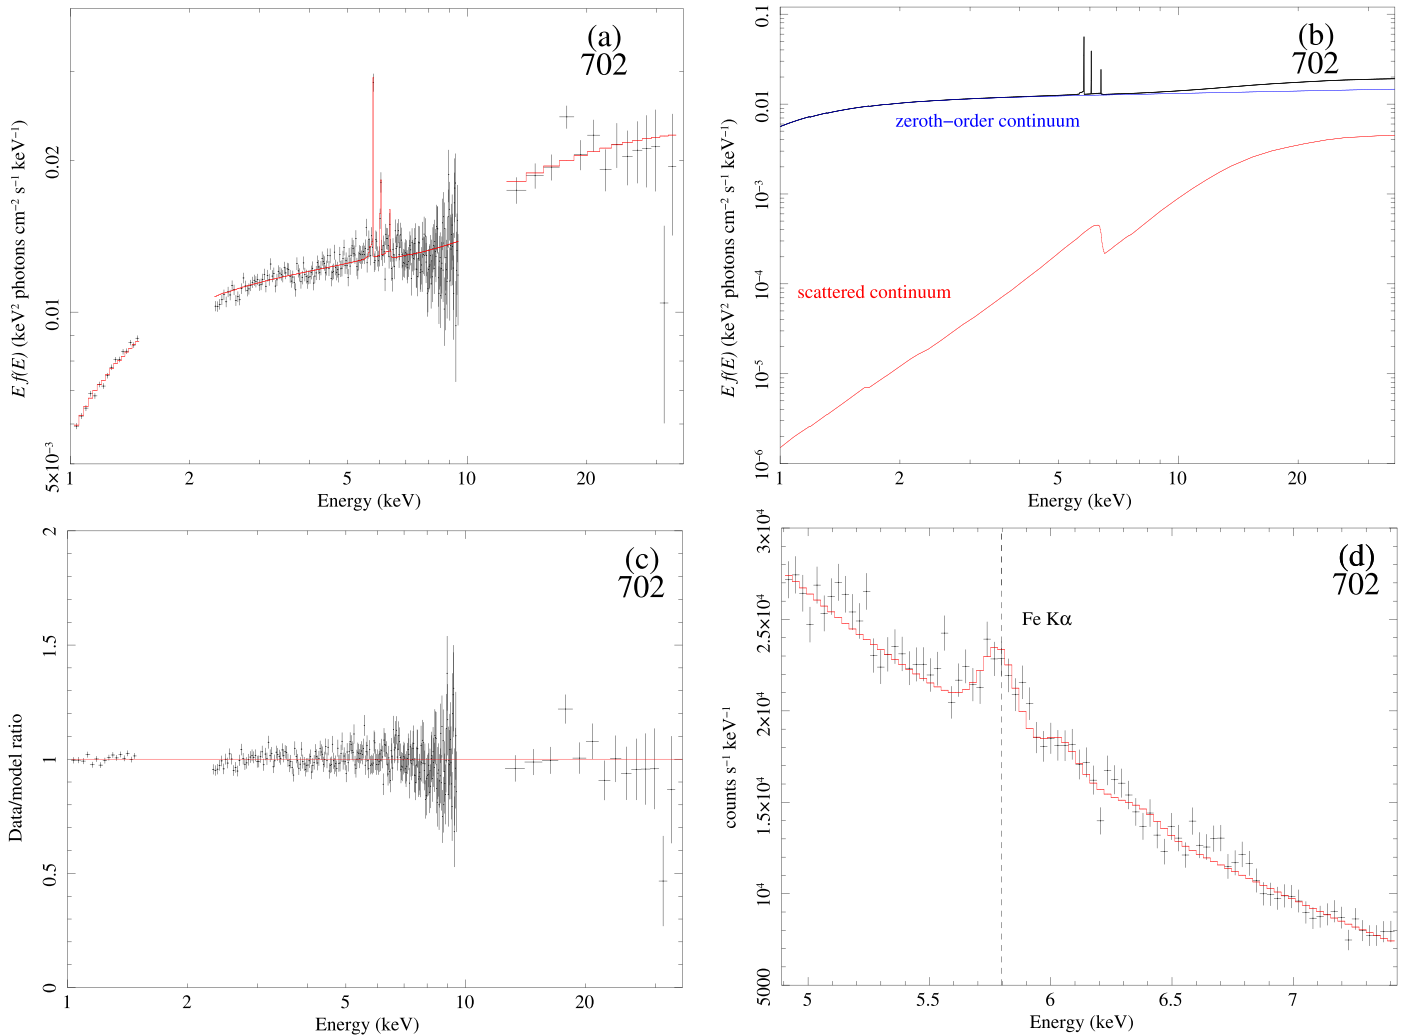 (a)
702
E f(E) (keV² photons cm⁻² s⁻¹ keV⁻¹)
0.02
0.01
5×10⁻³
1
2
5
10
20
Energy (keV)
(b)
702
E f(E) (keV² photons cm⁻² s⁻¹ keV⁻¹)
0.1
0.01
10⁻³
10⁻⁴
10⁻⁵
10⁻⁶
zeroth−order continuum
scattered continuum
1
2
5
10
20
Energy (keV)
(c)
702
Data/model ratio
2
1.5
1
0.5
0
1
2
5
10
20
Energy (keV)
(d)
702
counts s⁻¹ keV⁻¹
3×10⁴
2.5×10⁴
2×10⁴
1.5×10⁴
10⁴
5000
Fe Kα
5
5.5
6
6.5
7
Energy (keV)